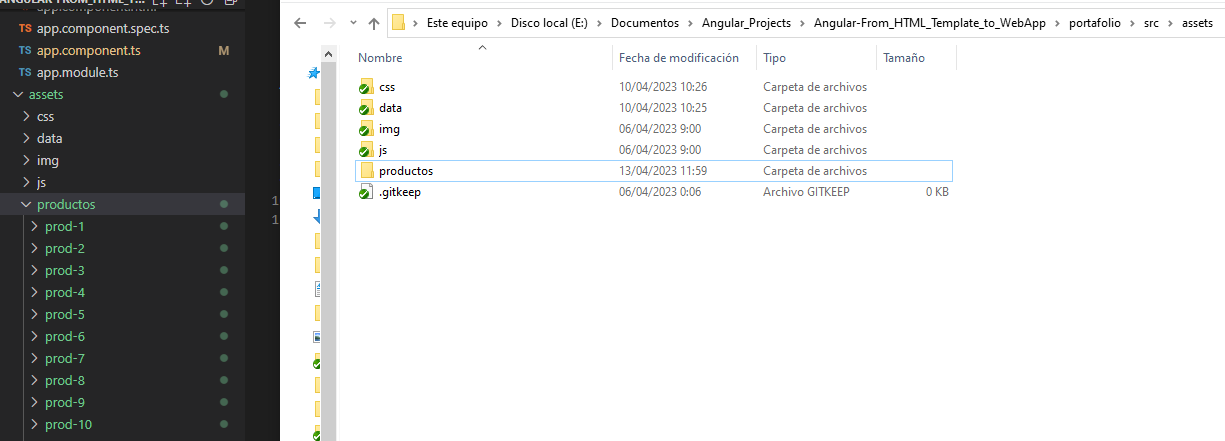 app.component.spec.ts
TS app.component.ts M
TS app.module.ts
assets
css
data
img
js
productos
prod-1
prod-2
prod-3
prod-4
prod-5
prod-6
prod-7
prod-8
prod-9
prod-10
1
1
Este equipo > Disco local (E:) > Documentos > Angular_Projects > Angular-From_HTML_Template_to_WebApp > portafolio > src > assets
Nombre Fecha de modificación Tipo Tamaño
css 10/04/2023 10:26 Carpeta de archivos
data 10/04/2023 10:25 Carpeta de archivos
img 06/04/2023 9:00 Carpeta de archivos
js 06/04/2023 9:00 Carpeta de archivos
productos 13/04/2023 11:59 Carpeta de archivos
.gitkeep 06/04/2023 0:06 Archivo GITKEEP 0 KB